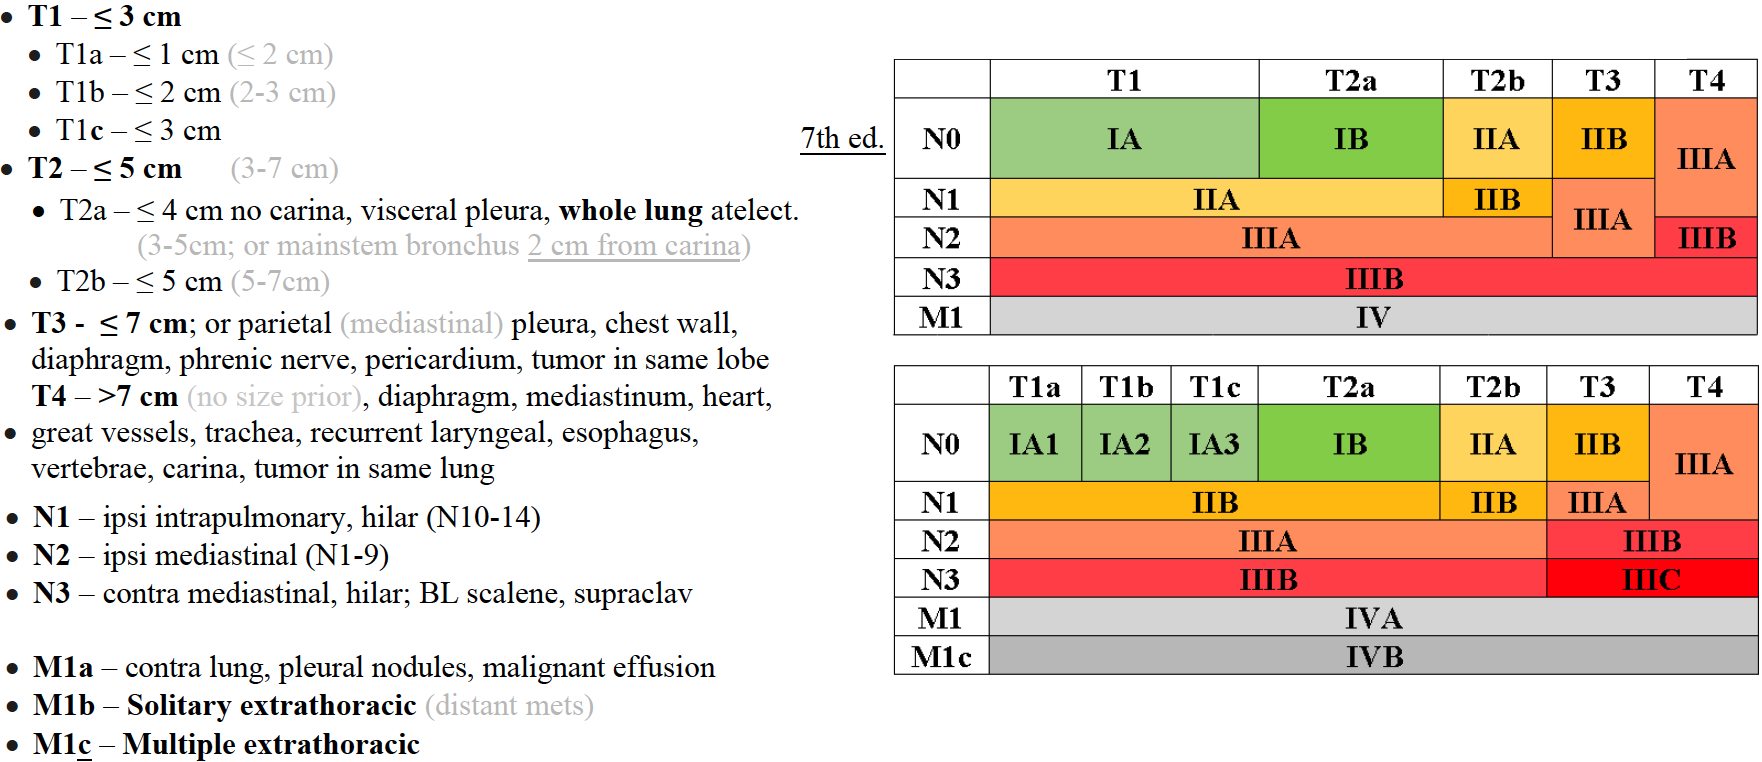 • T1 – ≤ 3 cm
• T1a – ≤ 1 cm (≤ 2 cm)
• T1b – ≤ 2 cm (2-3 cm)
• T1c – ≤ 3 cm
• T2 – ≤ 5 cm (3-7 cm)
• T2a – ≤ 4 cm no carina, visceral pleura, whole lung atelect.
(3-5cm; or mainstem bronchus 2 cm from carina)
• T2b – ≤ 5 cm (5-7cm)
• T3 - ≤ 7 cm; or parietal (mediastinal) pleura, chest wall,
diaphragm, phrenic nerve, pericardium, tumor in same lobe
T4 – >7 cm (no size prior), diaphragm, mediastinum, heart,
• great vessels, trachea, recurrent laryngeal, esophagus,
vertebrae, carina, tumor in same lung
• N1 – ipsi intrapulmonary, hilar (N10-14)
• N2 – ipsi mediastinal (N1-9)
• N3 – contra mediastinal, hilar; BL scalene, supraclav
• M1a – contra lung, pleural nodules, malignant effusion
• M1b – Solitary extrathoracic (distant mets)
• M1c – Multiple extrathoracic
7th ed.
T1 T2a T2b T3 T4
N0 IA IB IIA IIB IIIA
N1 IIA IIB IIIA
N2 IIIA IIIB
N3 IIIB
M1 IV
T1a T1b T1c T2a T2b T3 T4
N0 IA1 IA2 IA3 IB IIA IIB IIIA
N1 IIB IIB IIIA
N2 IIIA IIIB
N3 IIIB IIIC
M1 IVA
M1c IVB